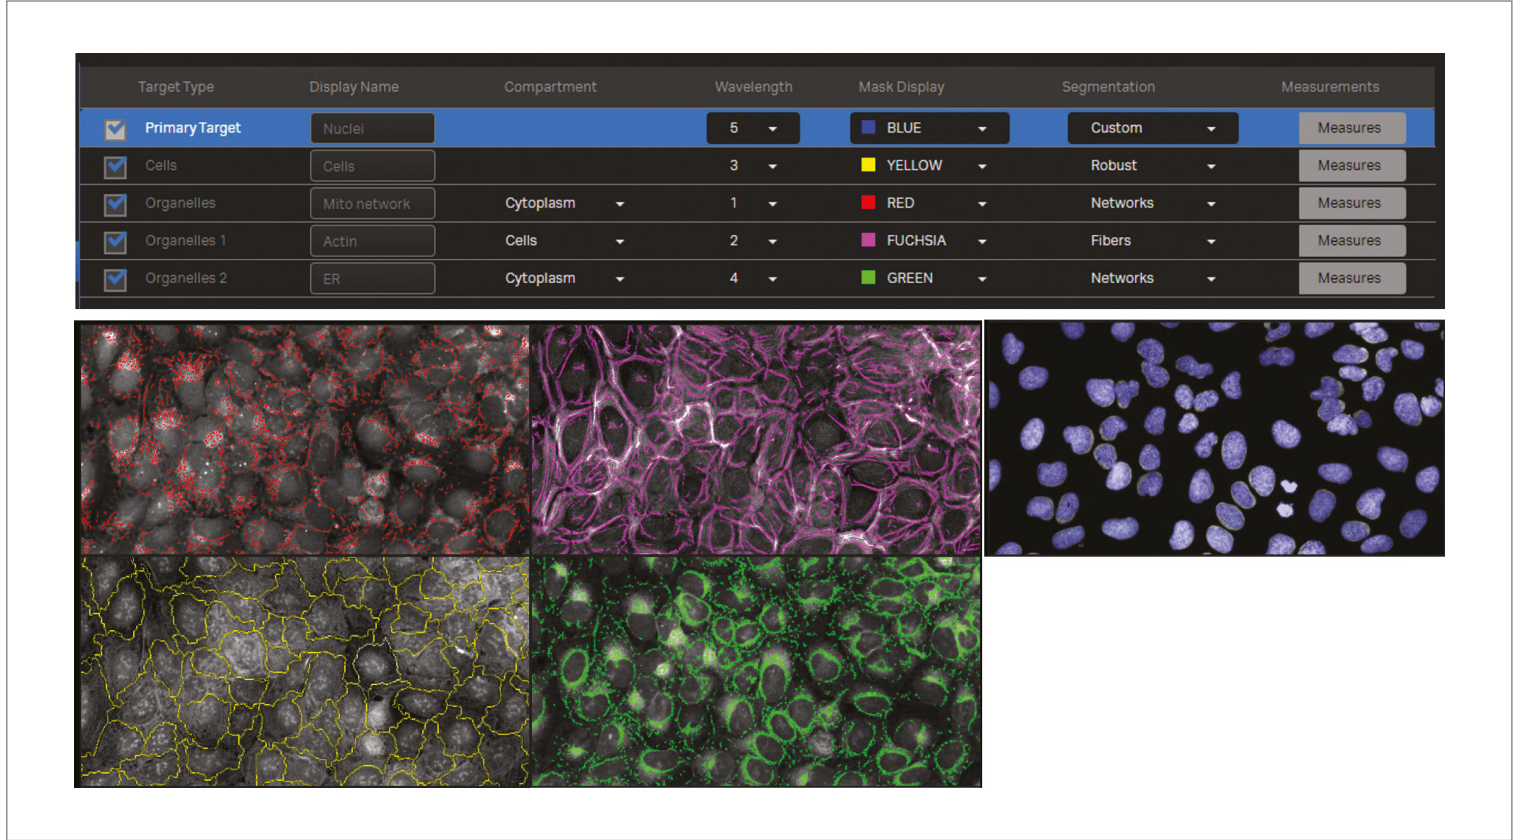 Target Type Display Name Compartment Wavelength Mask Display Segmentation Measurements
Primary Target Nuclei 5 BLUE Custom Measures
Cells Cells 3 YELLOW Robust Measures
Organelles Mito network Cytoplasm 1 RED Networks Measures
Organelles 1 Actin Cells 2 FUCHSIA Fibers Measures
Organelles 2 ER Cytoplasm 4 GREEN Networks Measures